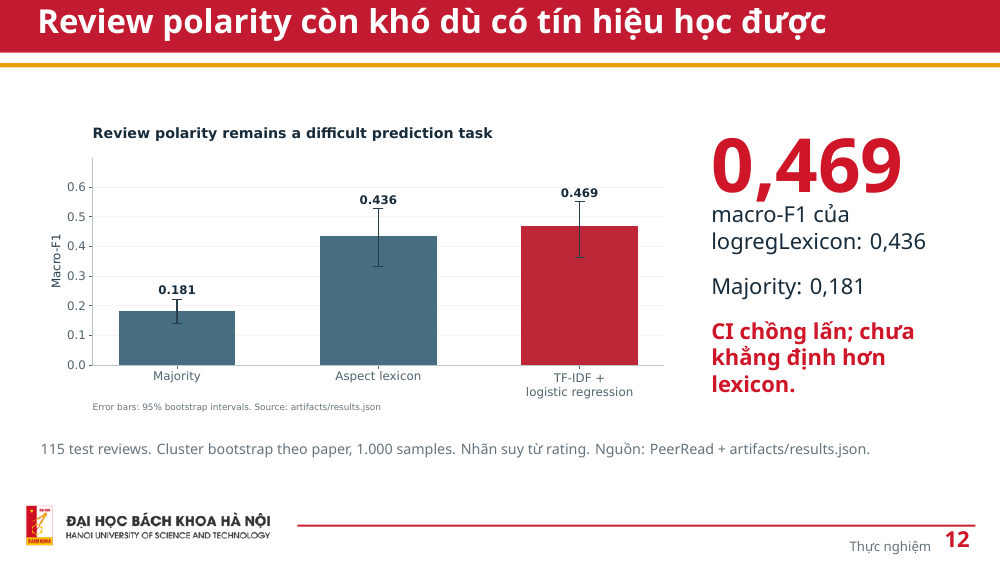 Review polarity còn khó dù có tín hiệu học được
Review polarity remains a difficult prediction task
Macro-F1
0.6
0.5
0.4
0.3
0.2
0.1
0.0
0.181
0.436
0.469
Majority
Aspect lexicon
TF-IDF +
logistic regression
Error bars: 95% bootstrap intervals. Source: artifacts/results.json
0,469
macro-F1 của
logregLexicon: 0,436
Majority: 0,181
CI chồng lấn; chưa
khẳng định hơn
lexicon.
115 test reviews. Cluster bootstrap theo paper, 1.000 samples. Nhãn suy từ rating. Nguồn: PeerRead + artifacts/results.json.
BÁCH KHOA
ĐẠI HỌC BÁCH KHOA HÀ NỘI
HANOI UNIVERSITY OF SCIENCE AND TECHNOLOGY
Thực nghiệm
12